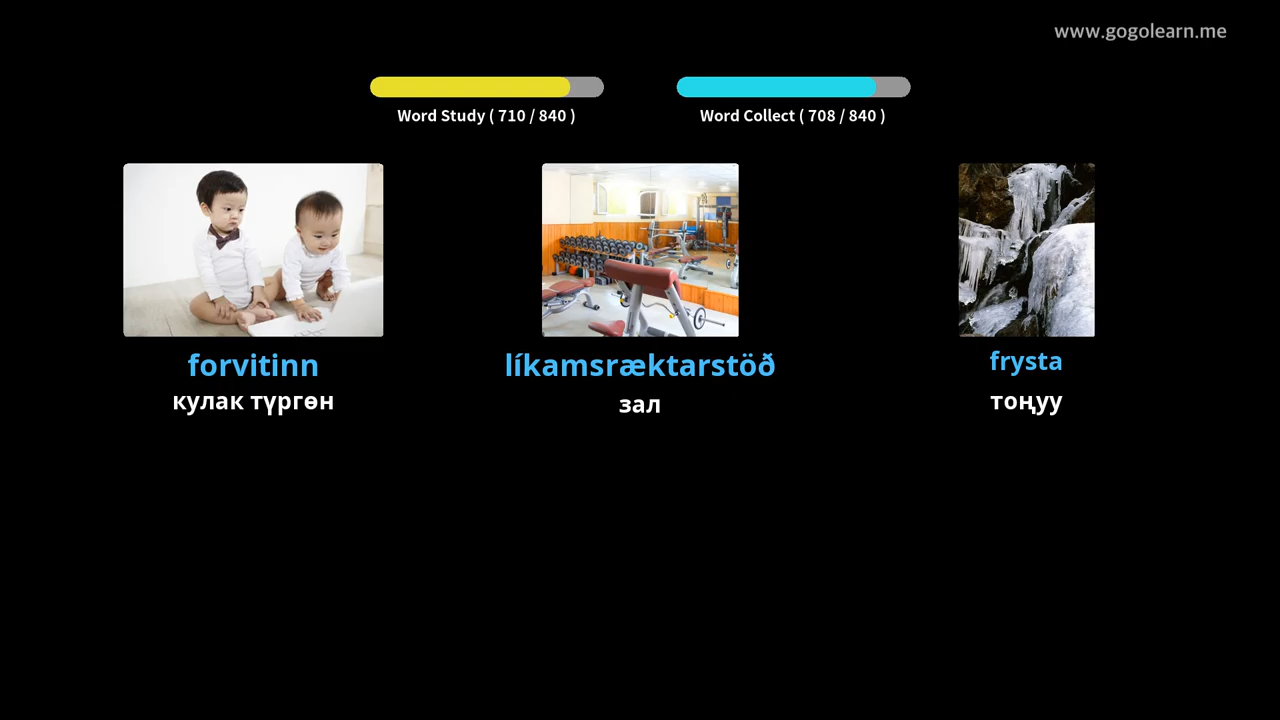 www.gogolearn.me
Word Study ( 710 / 840 )
Word Collect ( 708 / 840 )
forvitinn
кулак түргөн
líkamsræktarstöð
зал
frysta
тоңуу